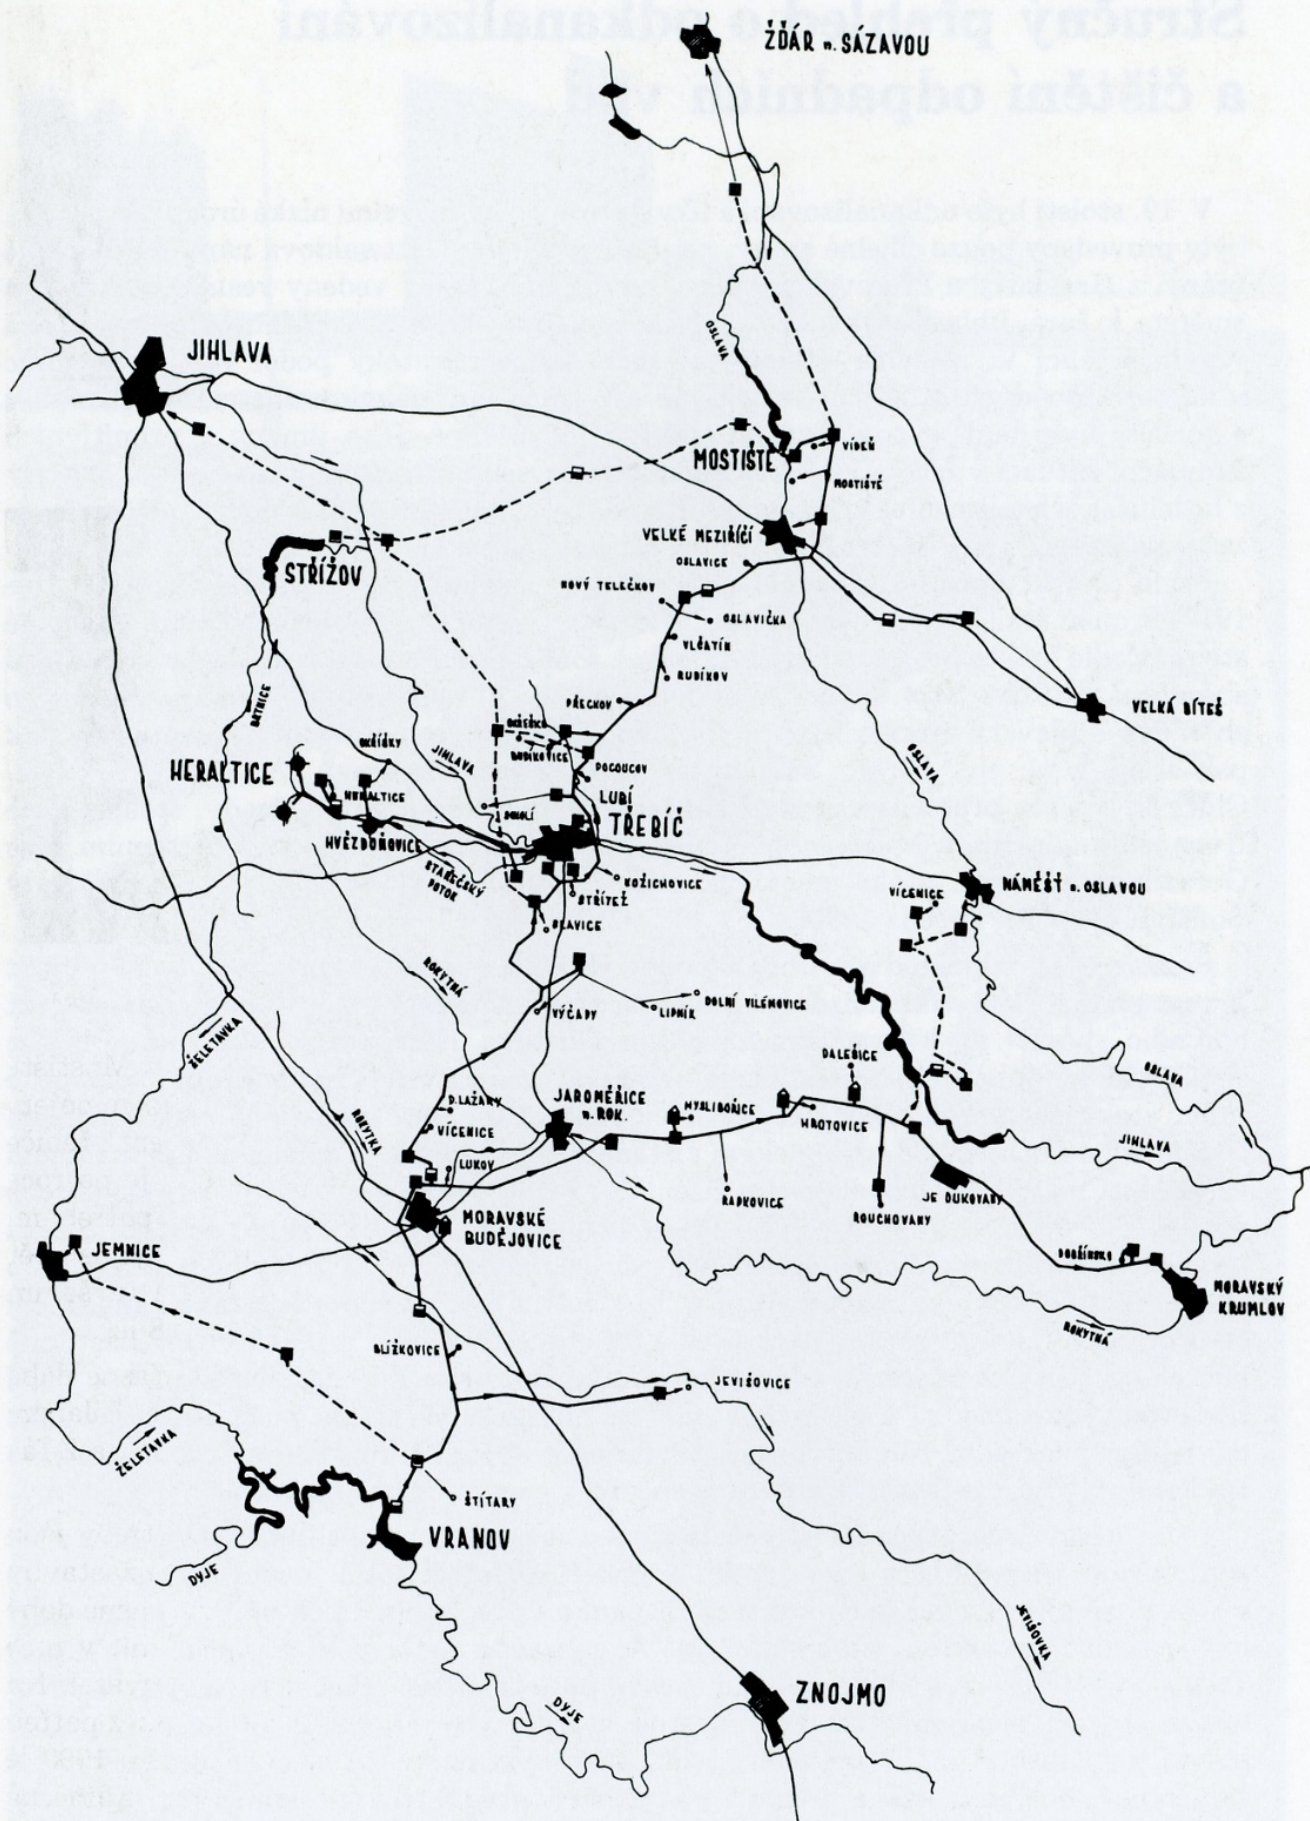 ŽĎÁR n. SÁZAVOU
JIHLAVA
OSLAVA
MOSTIŠTĚ
VÍDEŇ
MOSTIŠTĚ
VELKÉ MEZIŘÍČÍ
OSLAVICE
STŘÍŽOV
NOVÝ TELEČKOV
OSLAVIČKA
VLČATÍN
RUDÍKOV
BRTNICE
PŘECKOV
VELKÁ BÍTEŠ
OKŘÍŠKY
JIHLAVA
BUDÍKOVICE
OSLAVA
HERALTICE
POCOUCOV
HERALTICE
LUBÍ
TŘEBÍČ
HVĚZDOŇOVICE
STAŘEČSKÝ
POTOK
KOŽICHOVICE
VÍCENICE
NÁMĚŠŤ n. OSLAVOU
STŘÍTEŽ
SLAVICE
ROKYTNÁ
DOLNÍ VILÉMOVICE
LIPNÍK
VÝČAPY
ŽELETAVKA
DALEŠICE
OSLAVA
D.LAŽANY
JAROMĚŘICE
n. ROK.
MYSLIBOŘICE
ROKYTKA
VÍCENICE
HROTOVICE
JIHLAVA
LUKOV
RADKOVICE
JE DUKOVANY
ROUCHOVANY
MORAVSKÉ
BUDĚJOVICE
JEMNICE
DOBŘÍNSKO
MORAVSKÝ
KRUMLOV
ROKYTNÁ
BLÍŽKOVICE
JEVIŠOVICE
ŽELETAVKA
ŠTÍTARY
VRANOV
DYJE
JEVIŠOVKA
ZNOJMO
DYJE